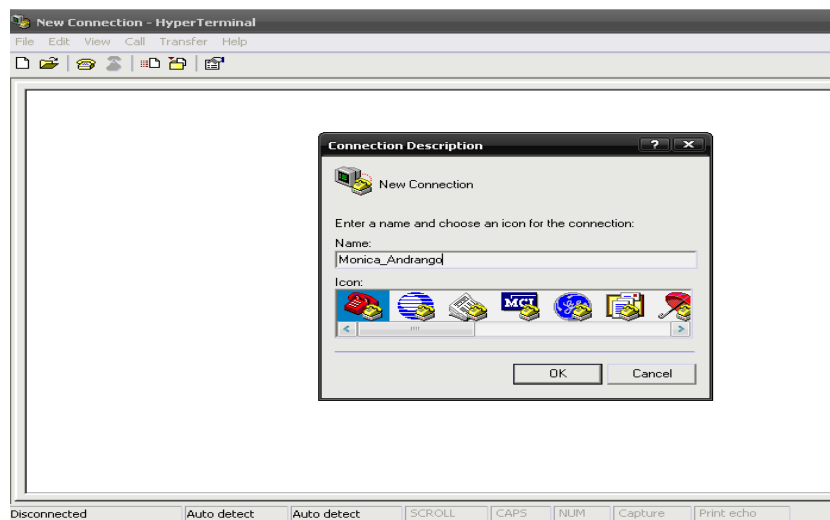 New Connection - HyperTerminal
File Edit View Call Transfer Help
Connection Description
New Connection
Enter a name and choose an icon for the connection:
Name:
Monica_Andrango
Icon:
MCI
OK Cancel
Disconnected Auto detect Auto detect SCROLL CAPS NUM Capture Print echo